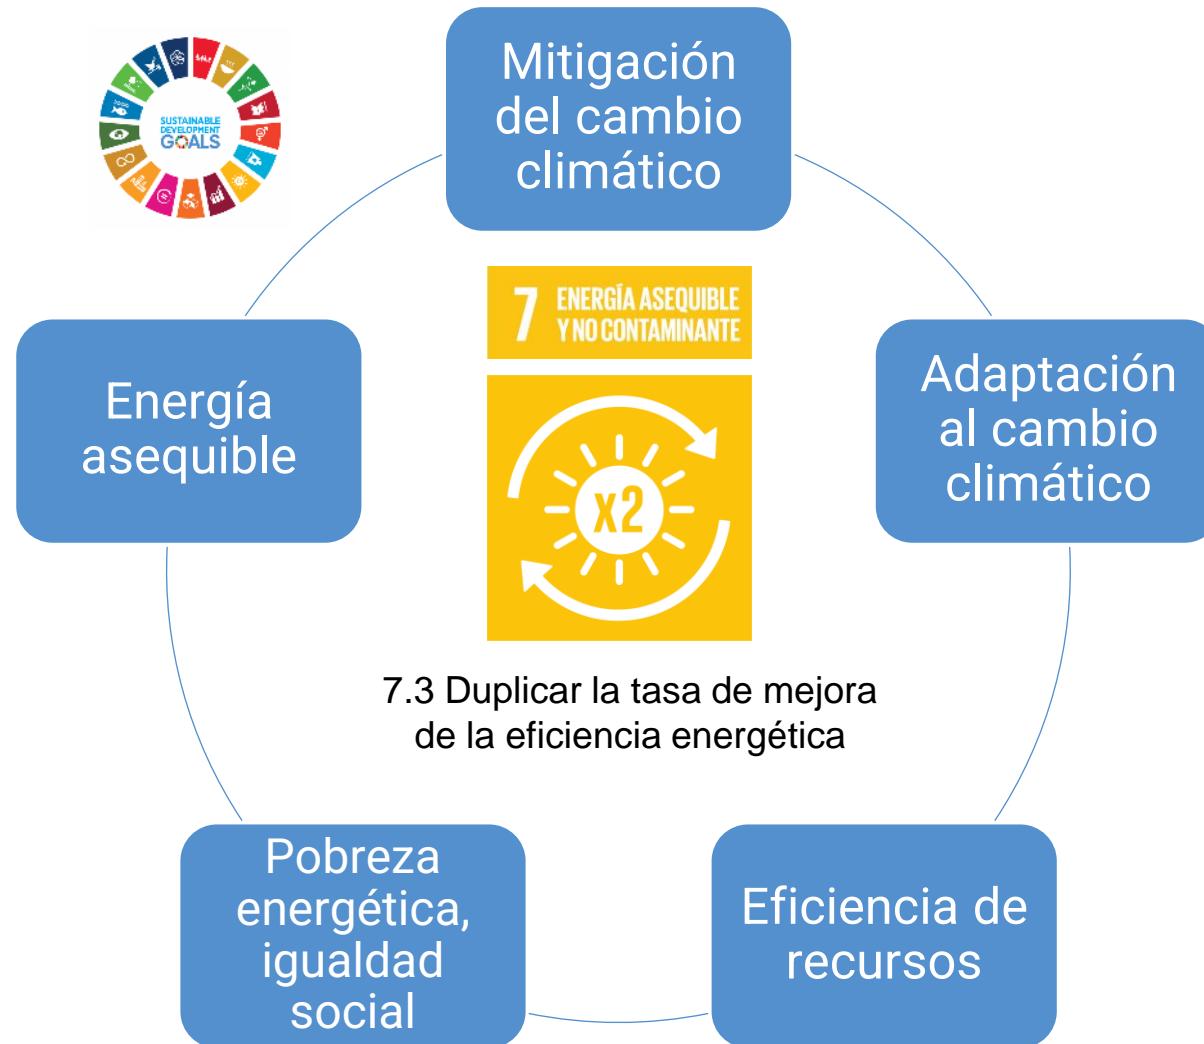 SUSTAINABLE
DEVELOPMENT
GOALS
Mitigación
del cambio
climático
7 ENERGÍA ASEQUIBLE
Y NO CONTAMINANTE
Energía
asequible
Adaptación
al cambio
climático
x2
7.3 Duplicar la tasa de mejora
de la eficiencia energética
Pobreza
energética,
igualdad
social
Eficiencia de
recursos